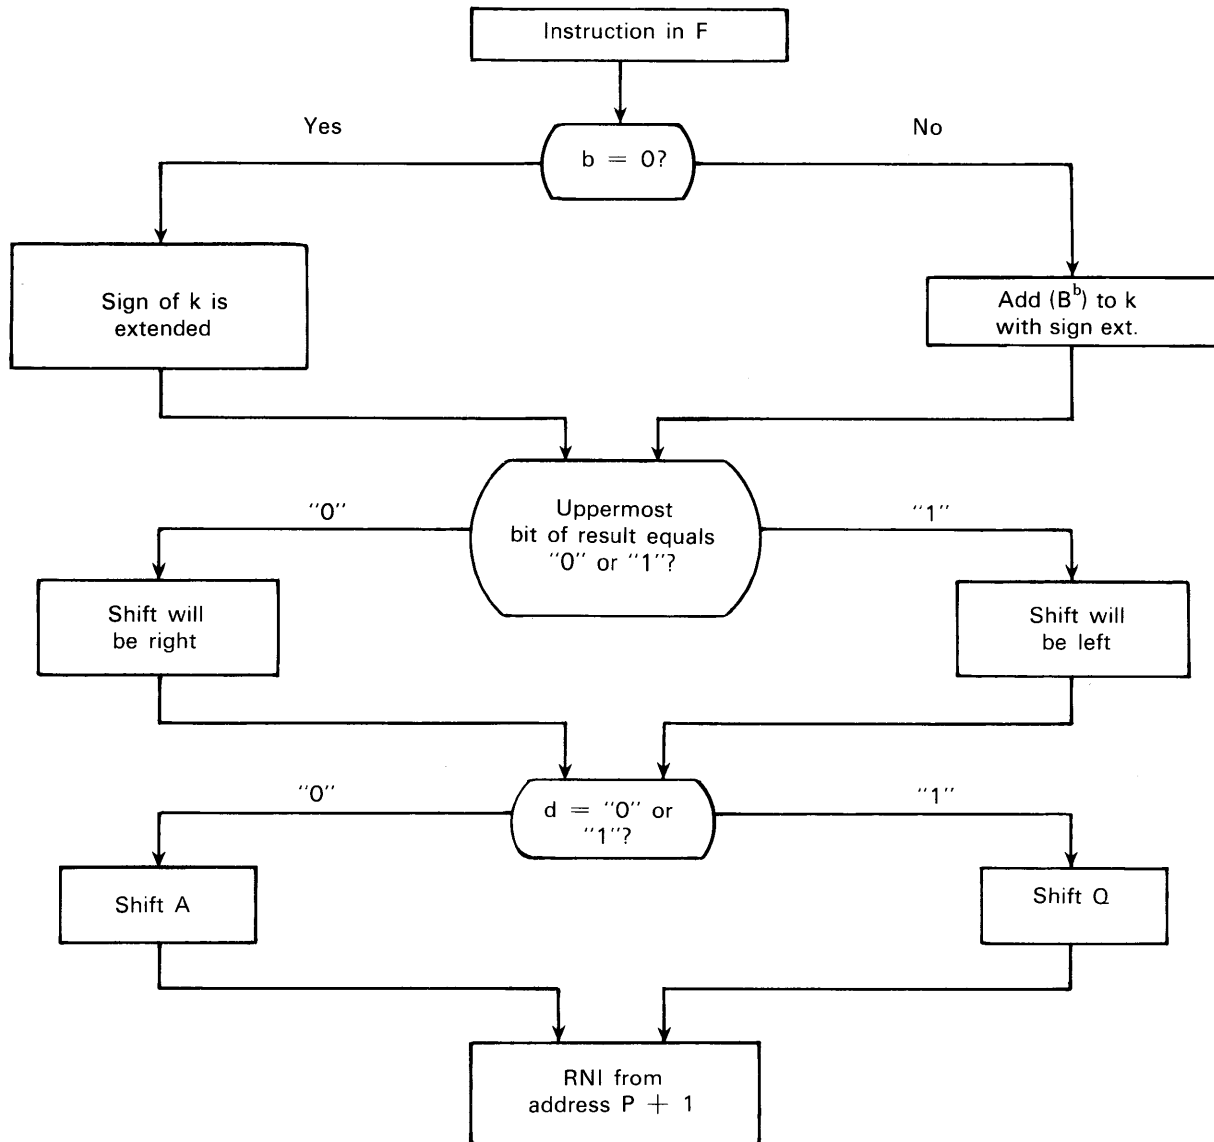 Instruction in F
Yes
No
b = 0?
Sign of k is
extended
Add (Bᵇ) to k
with sign ext.
Uppermost
bit of result equals
“0” or “1”?
“0”
“1”
Shift will
be right
Shift will
be left
d = “0” or
“1”?
“0”
“1”
Shift A
Shift Q
RNI from
address P + 1